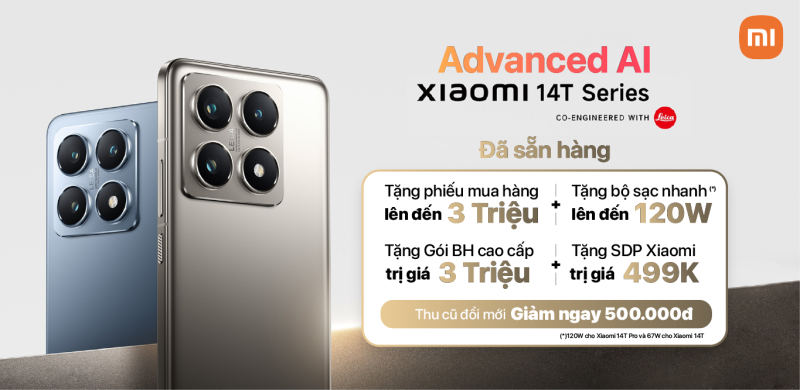 mi
Advanced AI
xiaomi 14T Series
CO-ENGINEERED WITH Leica
Đã sẵn hàng
Tặng phiếu mua hàng
lên đến 3 Triệu
+
Tặng bộ sạc nhanh (*)
lên đến 120W
Tặng Gói BH cao cấp
trị giá 3 Triệu
+
Tặng SDP Xiaomi
trị giá 499K
Thu cũ đổi mới Giảm ngay 500.000đ
(*)120W cho Xiaomi 14T Pro và 67W cho Xiaomi 14T
LEICA